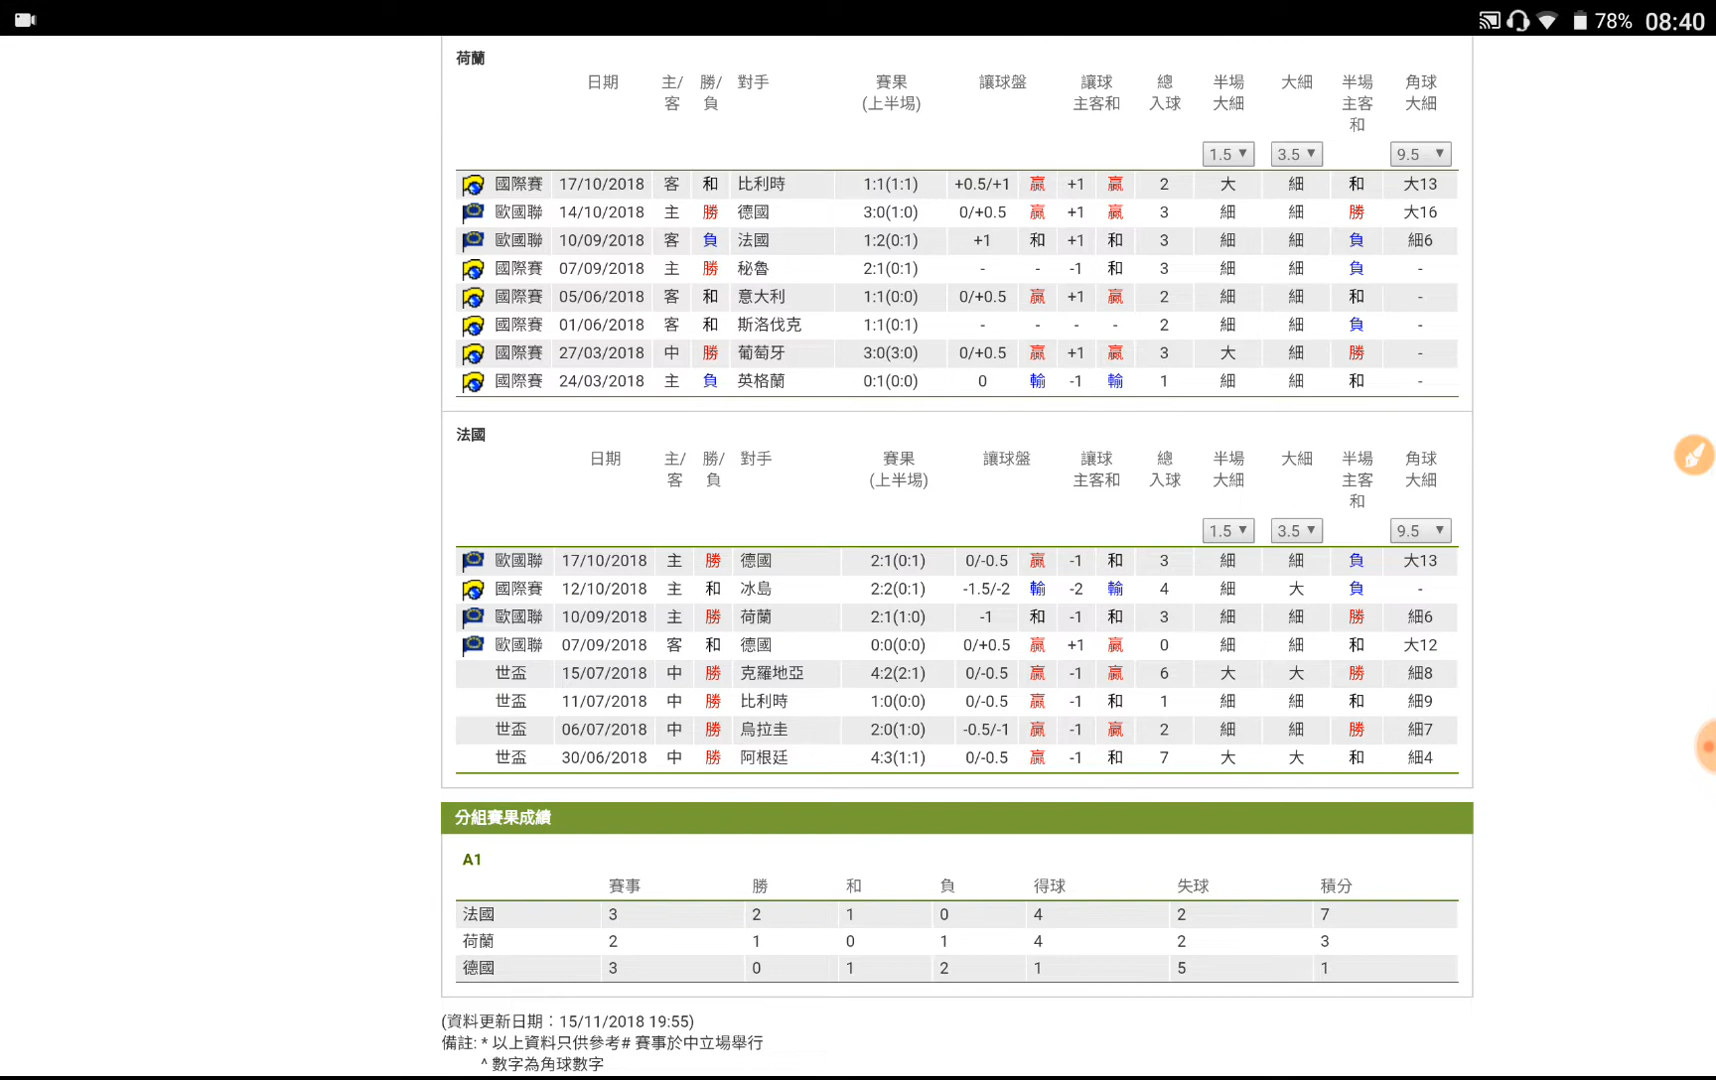 78% 08:40
荷蘭
日期 主/客 勝/負 對手 賽果(上半埸) 讓球盤 讓球主客和 總入球 半場大細 大細 半場主客和 角球大細
1.5 ▼ 3.5 ▼ 9.5 ▼
國際賽 17/10/2018 客 和 比利時 1:1(1:1) +0.5/+1 贏 +1 贏 2 大 細 和 大13
歐國聯 14/10/2018 主 勝 德國 3:0(1:0) 0/+0.5 贏 +1 贏 3 細 細 勝 大16
歐國聯 10/09/2018 客 負 法國 1:2(0:1) +1 和 +1 和 3 細 細 負 細6
國際賽 07/09/2018 主 勝 秘魯 2:1(0:1) - - -1 和 3 細 細 負 -
國際賽 05/06/2018 客 和 意大利 1:1(0:0) 0/+0.5 贏 +1 贏 2 細 細 和 -
國際賽 01/06/2018 客 和 斯洛伐克 1:1(0:1) - - - - 2 細 細 負 -
國際賽 27/03/2018 中 勝 葡萄牙 3:0(3:0) 0/+0.5 贏 +1 贏 3 大 細 勝 -
國際賽 24/03/2018 主 負 英格蘭 0:1(0:0) 0 輸 -1 輸 1 細 細 和 -
法國
日期 主/客 勝/負 對手 賽果(上半埸) 讓球盤 讓球主客和 總入球 半場大細 大細 半場主客和 角球大細
1.5 ▼ 3.5 ▼ 9.5 ▼
歐國聯 17/10/2018 主 勝 德國 2:1(0:1) 0/-0.5 贏 -1 和 3 細 細 負 大13
國際賽 12/10/2018 主 和 冰島 2:2(0:1) -1.5/-2 輸 -2 輸 4 細 大 負 -
歐國聯 10/09/2018 主 勝 荷蘭 2:1(1:0) -1 和 -1 和 3 細 細 勝 細6
歐國聯 07/09/2018 客 和 德國 0:0(0:0) 0/+0.5 贏 +1 贏 0 細 細 和 大12
世盃 15/07/2018 中 勝 克羅地亞 4:2(2:1) 0/-0.5 贏 -1 贏 6 大 大 勝 細8
世盃 11/07/2018 中 勝 比利時 1:0(0:0) 0/-0.5 贏 -1 和 1 細 細 和 細9
世盃 06/07/2018 中 勝 烏拉圭 2:0(1:0) -0.5/-1 贏 -1 贏 2 細 細 勝 細7
世盃 30/06/2018 中 勝 阿根廷 4:3(1:1) 0/-0.5 贏 -1 和 7 大 大 和 細4
分組賽果成績
A1
賽事 勝 和 負 得球 失球 積分
法國 3 2 1 0 4 2 7
荷蘭 2 1 0 1 4 2 3
德國 3 0 1 2 1 5 1
(資料更新日期：15/11/2018 19:55)
備註: * 以上資料只供參考# 賽事於中立場舉行
^ 數字為角球數字